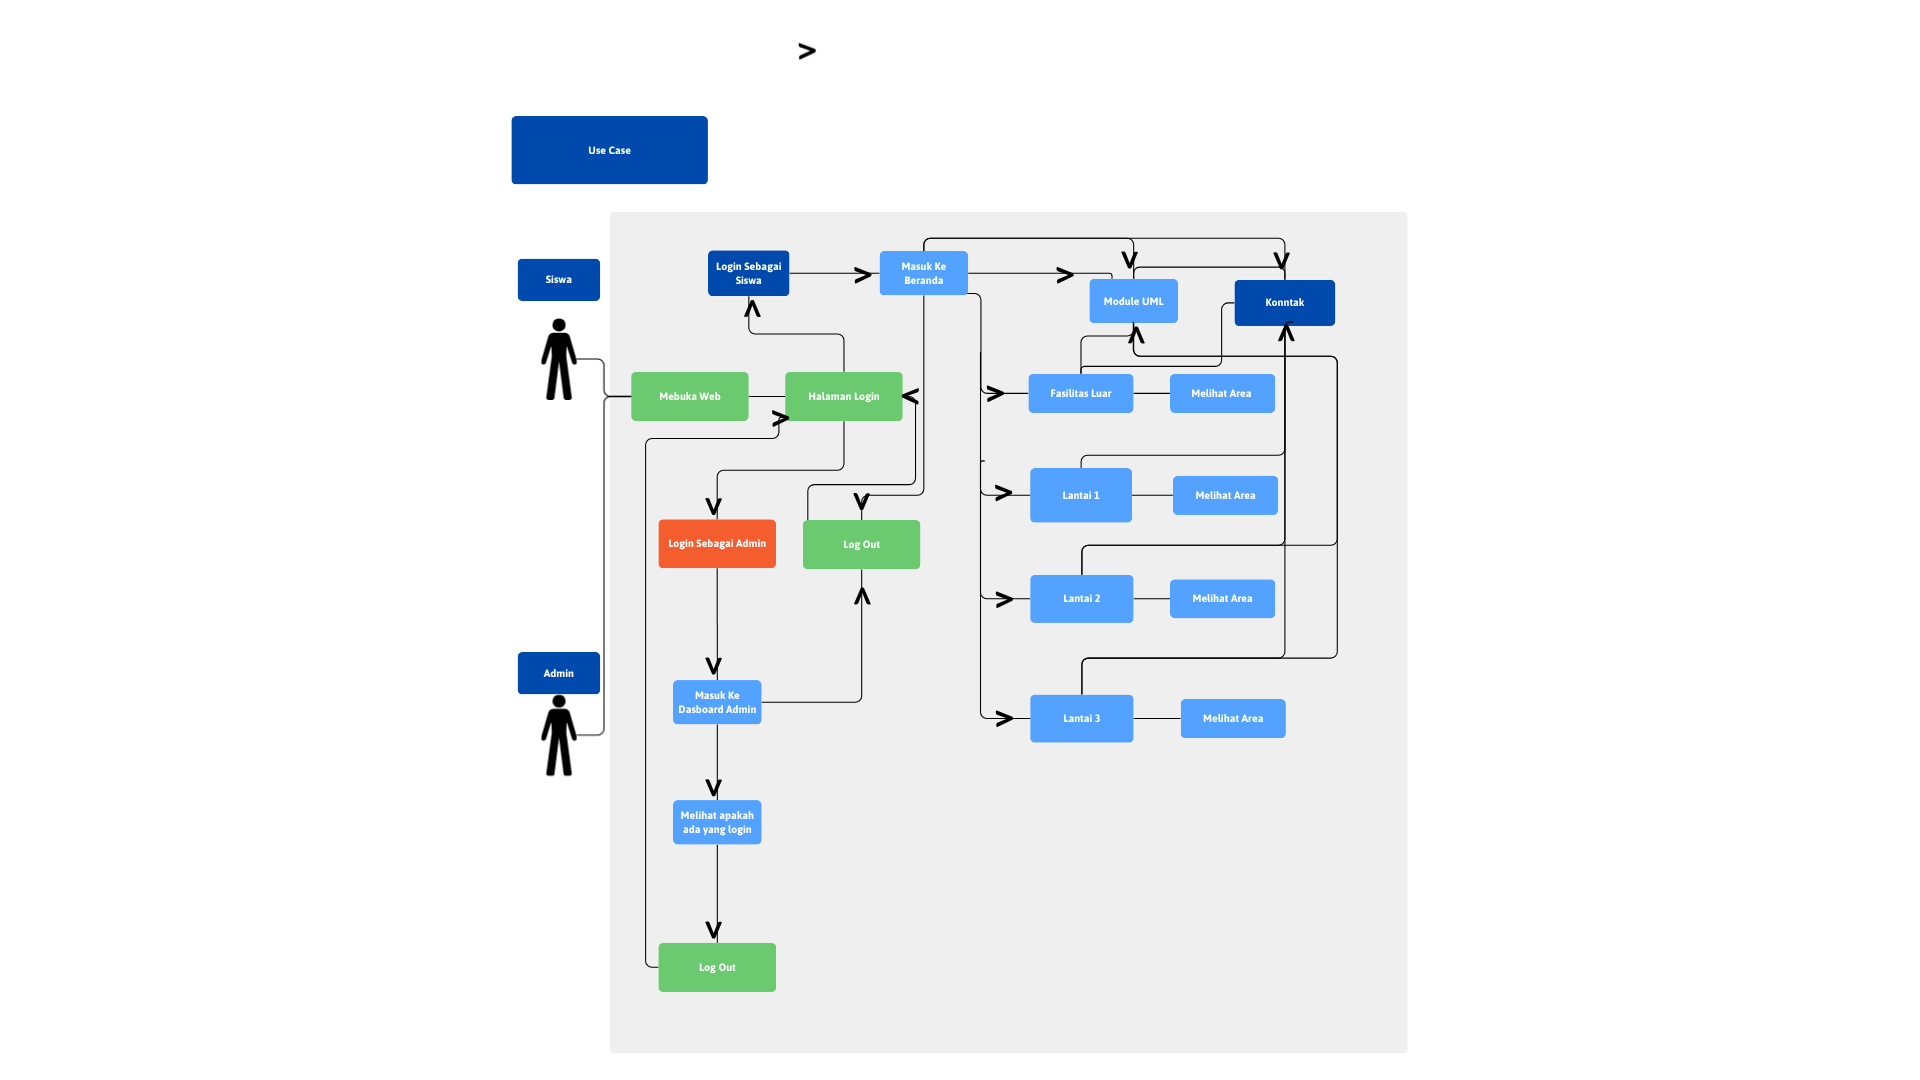 Use Case
Siswa
Login Sebagai
Siswa
Masuk Ke
Beranda
Module UML
Konntak
Mebuka Web
Halaman Login
Fasilitas Luar
Melihat Area
Lantai 1
Melihat Area
Login Sebagai Admin
Log Out
Lantai 2
Melihat Area
Admin
Masuk Ke
Dasboard Admin
Lantai 3
Melihat Area
Melihat apakah
ada yang login
Log Out